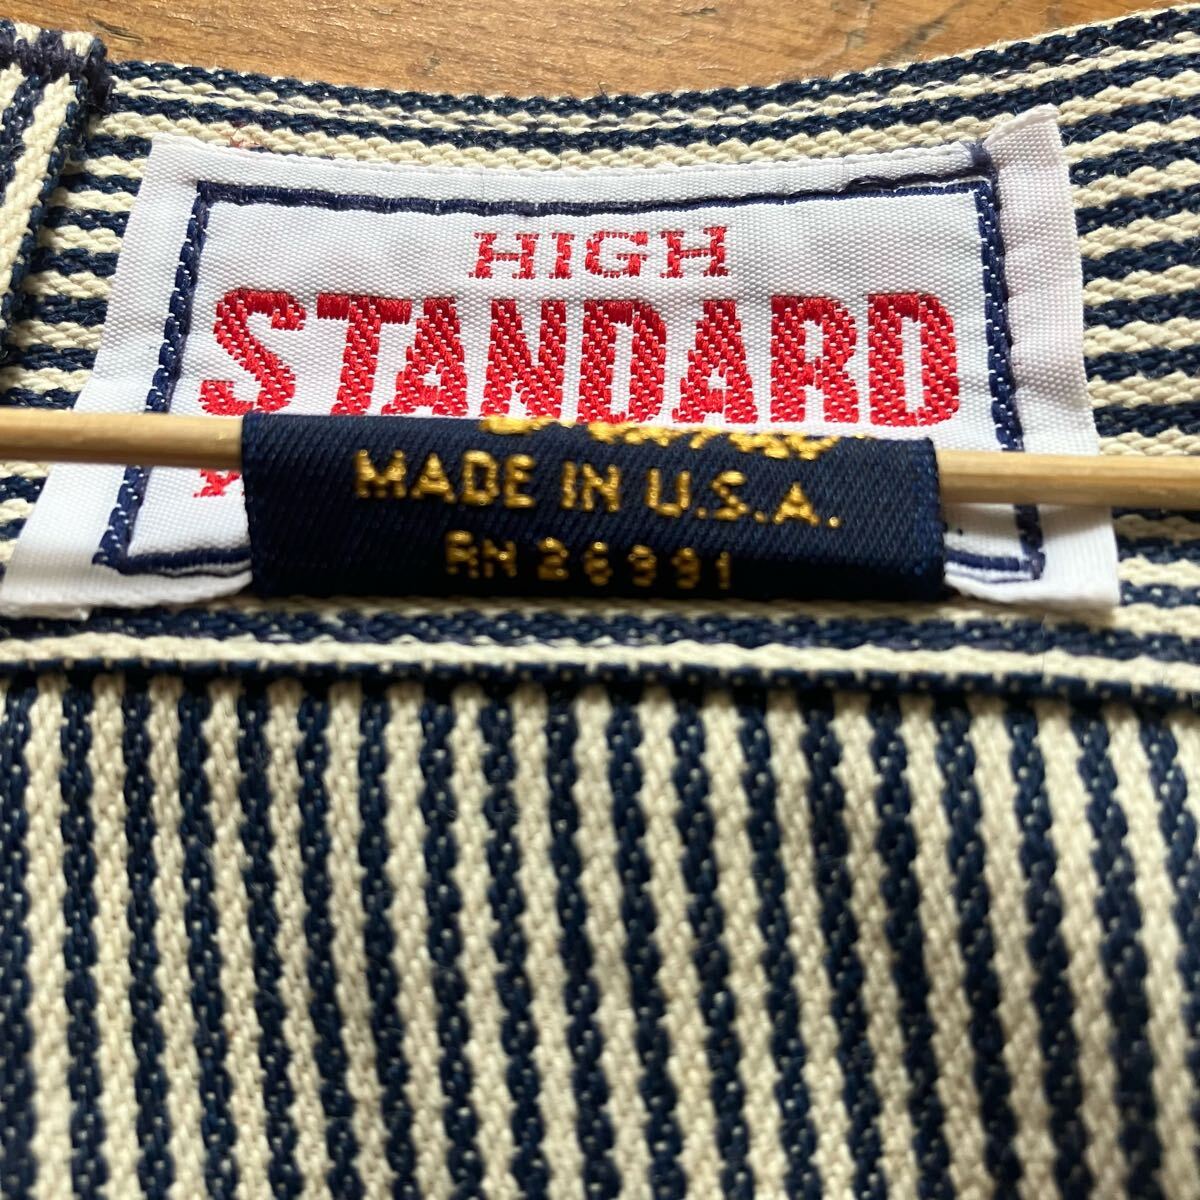 HIGH
STANDARD
MADE IN U.S.A.
RN 26991